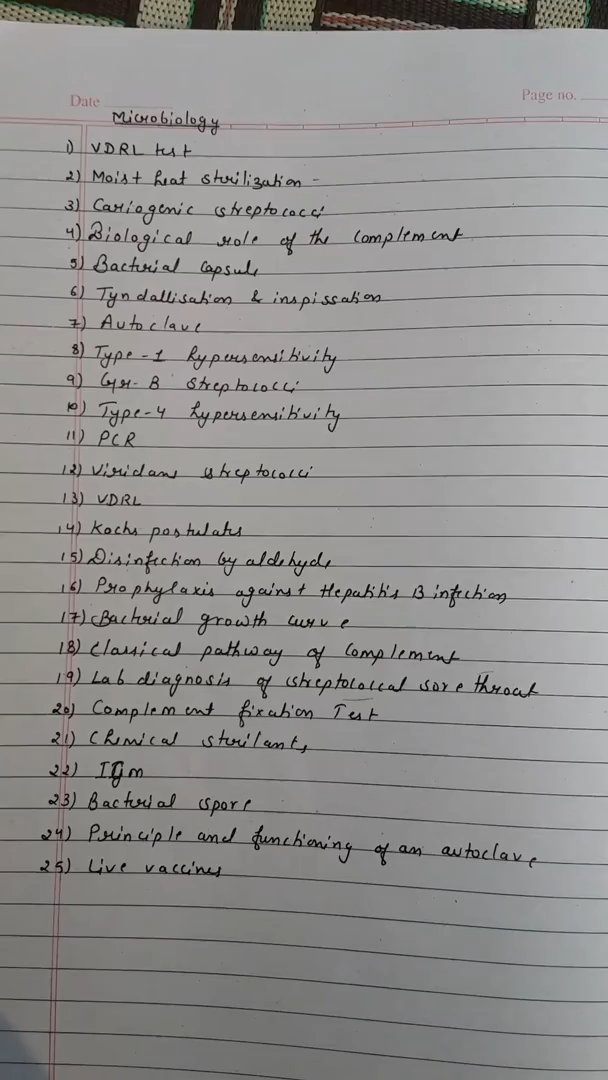 Date
Page no.
Microbiology
1) VDRL test
2) Moist heat sterilization -
3) Cariogenic streptococci
4) Biological role of the complement
5) Bacterial capsule
6) Tyndallisation & inspissation
7) Autoclave
8) Type-1 hypersensitivity
9) Gr-B Streptococci
10) Type-4 hypersensitivity
11) PCR
12) Viridans streptococci
13) VDRL
14) Kochs postulates
15) Disinfection by aldehyde
16) Prophylaxis against Hepatitis B infection
17) Bacterial growth curve
18) Classical pathway of complement
19) Lab diagnosis of streptococcal sore throat
20) Complement fixation Test
21) Chemical sterilants
22) IgM
23) Bacterial spore
24) Principle and functioning of an autoclave
25) Live vaccines